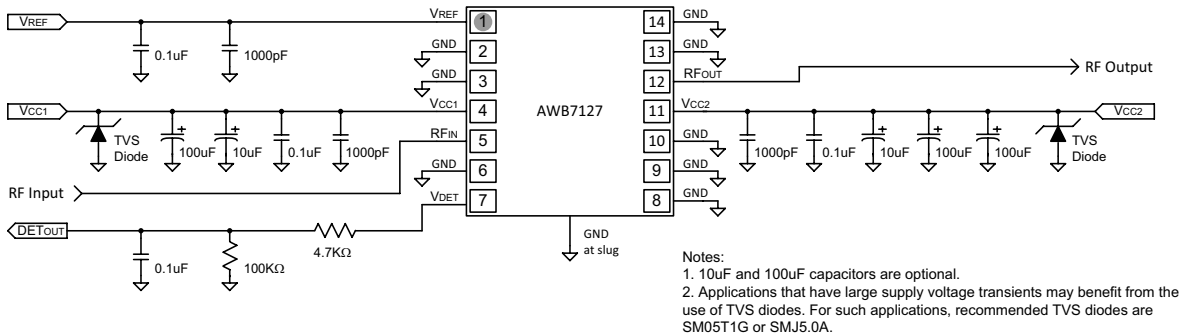 VREF
VREF
1
14
GND
GND
2
13
GND
0.1uF
1000pF
GND
3
12
RFOUT
RF Output
VCC1
VCC1
4
AWB7127
11
VCC2
VCC2
TVS
Diode
100uF
10uF
0.1uF
1000pF
RFIN
5
10
GND
1000pF
0.1uF
10uF
100uF
100uF
TVS
Diode
GND
6
9
GND
RF Input
VDET
7
8
GND
DETOUT
0.1uF
100KΩ
4.7KΩ
GND
at slug
Notes:
1. 10uF and 100uF capacitors are optional.
2. Applications that have large supply voltage transients may benefit from the
use of TVS diodes. For such applications, recommended TVS diodes are
SM05T1G or SMJ5.0A.